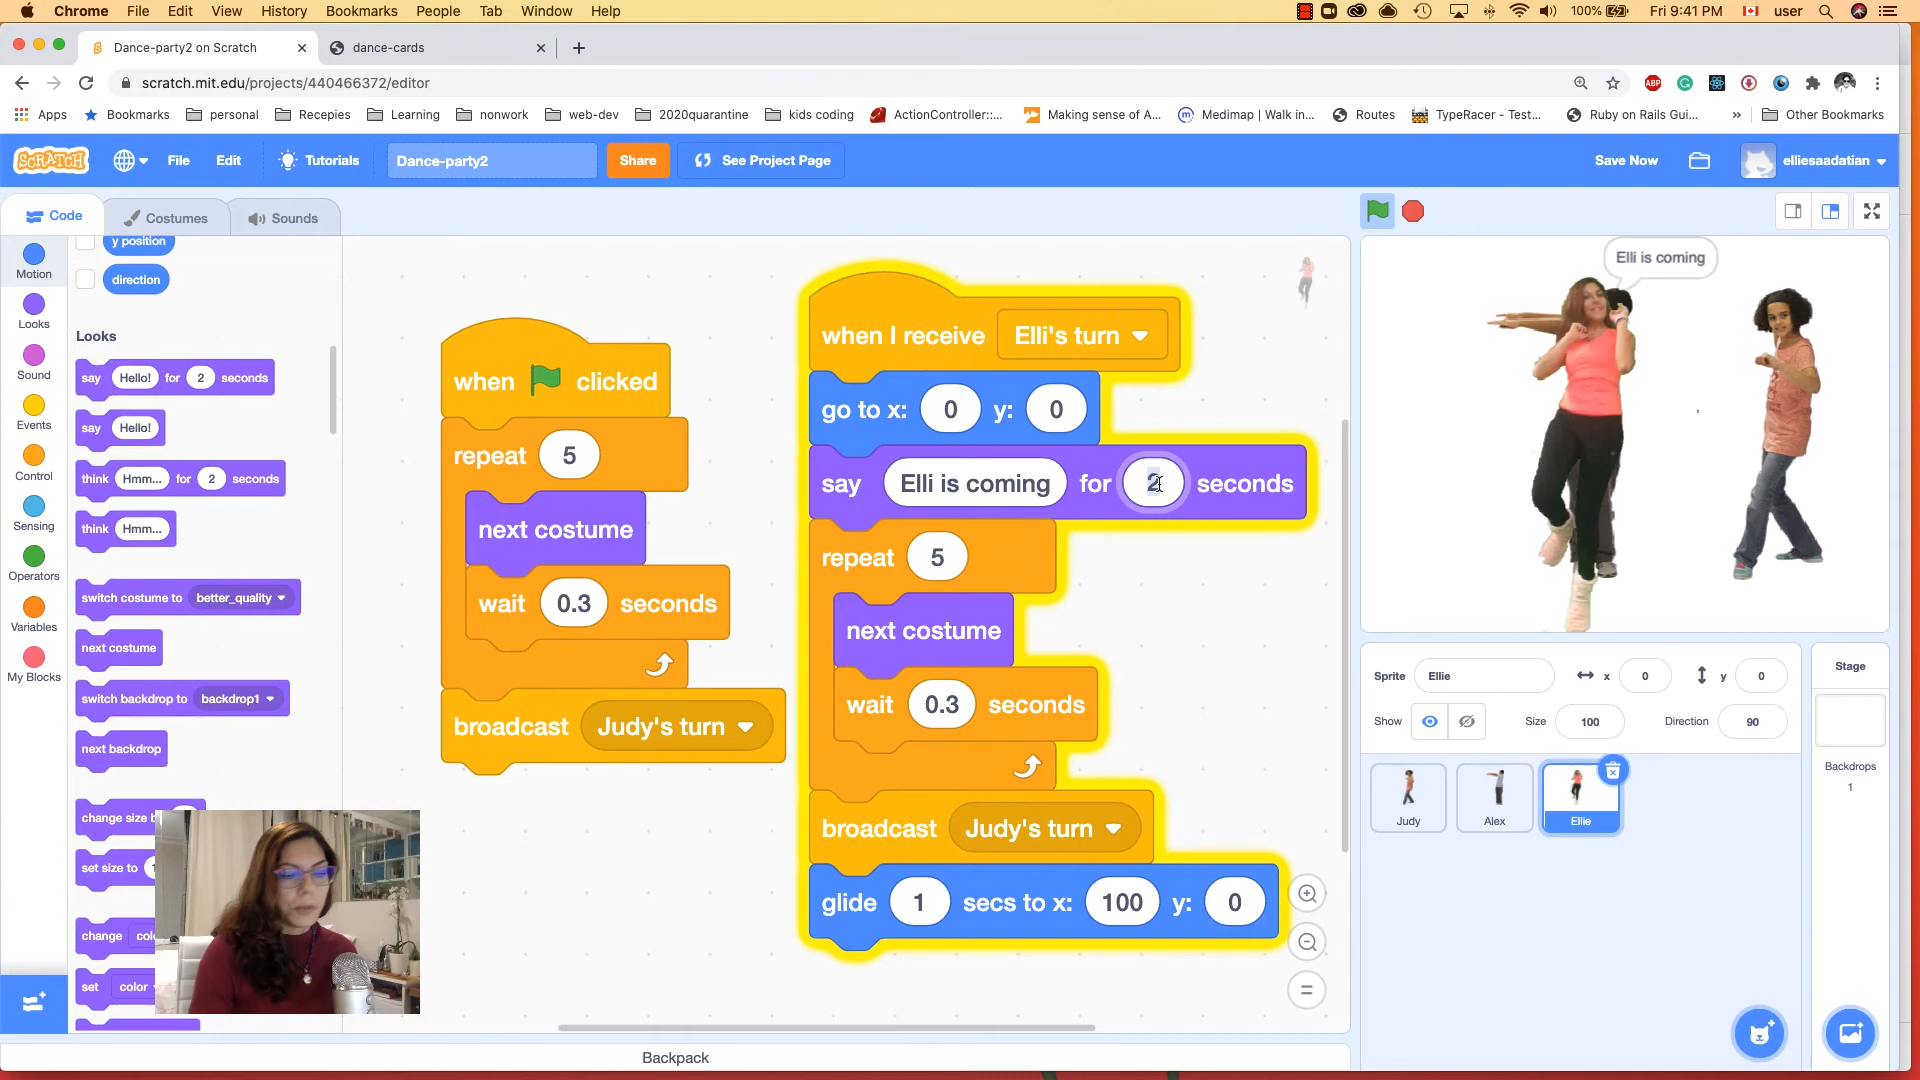 Chrome File Edit View History Bookmarks People Tab Window Help 100% Fri 9:41 PM user
Dance-party2 on Scratch dance-cards
scratch.mit.edu/projects/440466372/editor ABP
Apps Bookmarks personal Recepies Learning nonwork web-dev 2020quarantine kids coding ActionController::... Making sense of A... Medimap | Walk in... Routes TypeRacer - Test... Ruby on Rails Gui... » Other Bookmarks
SCRATCH File Edit Tutorials Dance-party2 Share See Project Page Save Now elliesaadatian
Code Costumes Sounds
Motion
Looks
Sound
Events
Control
Sensing
Operators
Variables
My Blocks
y position
direction
Looks
say Hello! for 2 seconds
say Hello!
think Hmm... for 2 seconds
think Hmm...
switch costume to better_quality
next costume
switch backdrop to backdrop1
next backdrop
change size b
set size to
change col
set color
when clicked
repeat 5
next costume
wait 0.3 seconds
broadcast Judy's turn
when I receive Elli's turn
go to x: 0 y: 0
say Elli is coming for 2 seconds
repeat 5
next costume
wait 0.3 seconds
broadcast Judy's turn
glide 1 secs to x: 100 y: 0
Elli is coming
Sprite Ellie x 0 y 0
Show Size 100 Direction 90
Judy Alex Ellie
Stage
Backdrops
1
Backpack